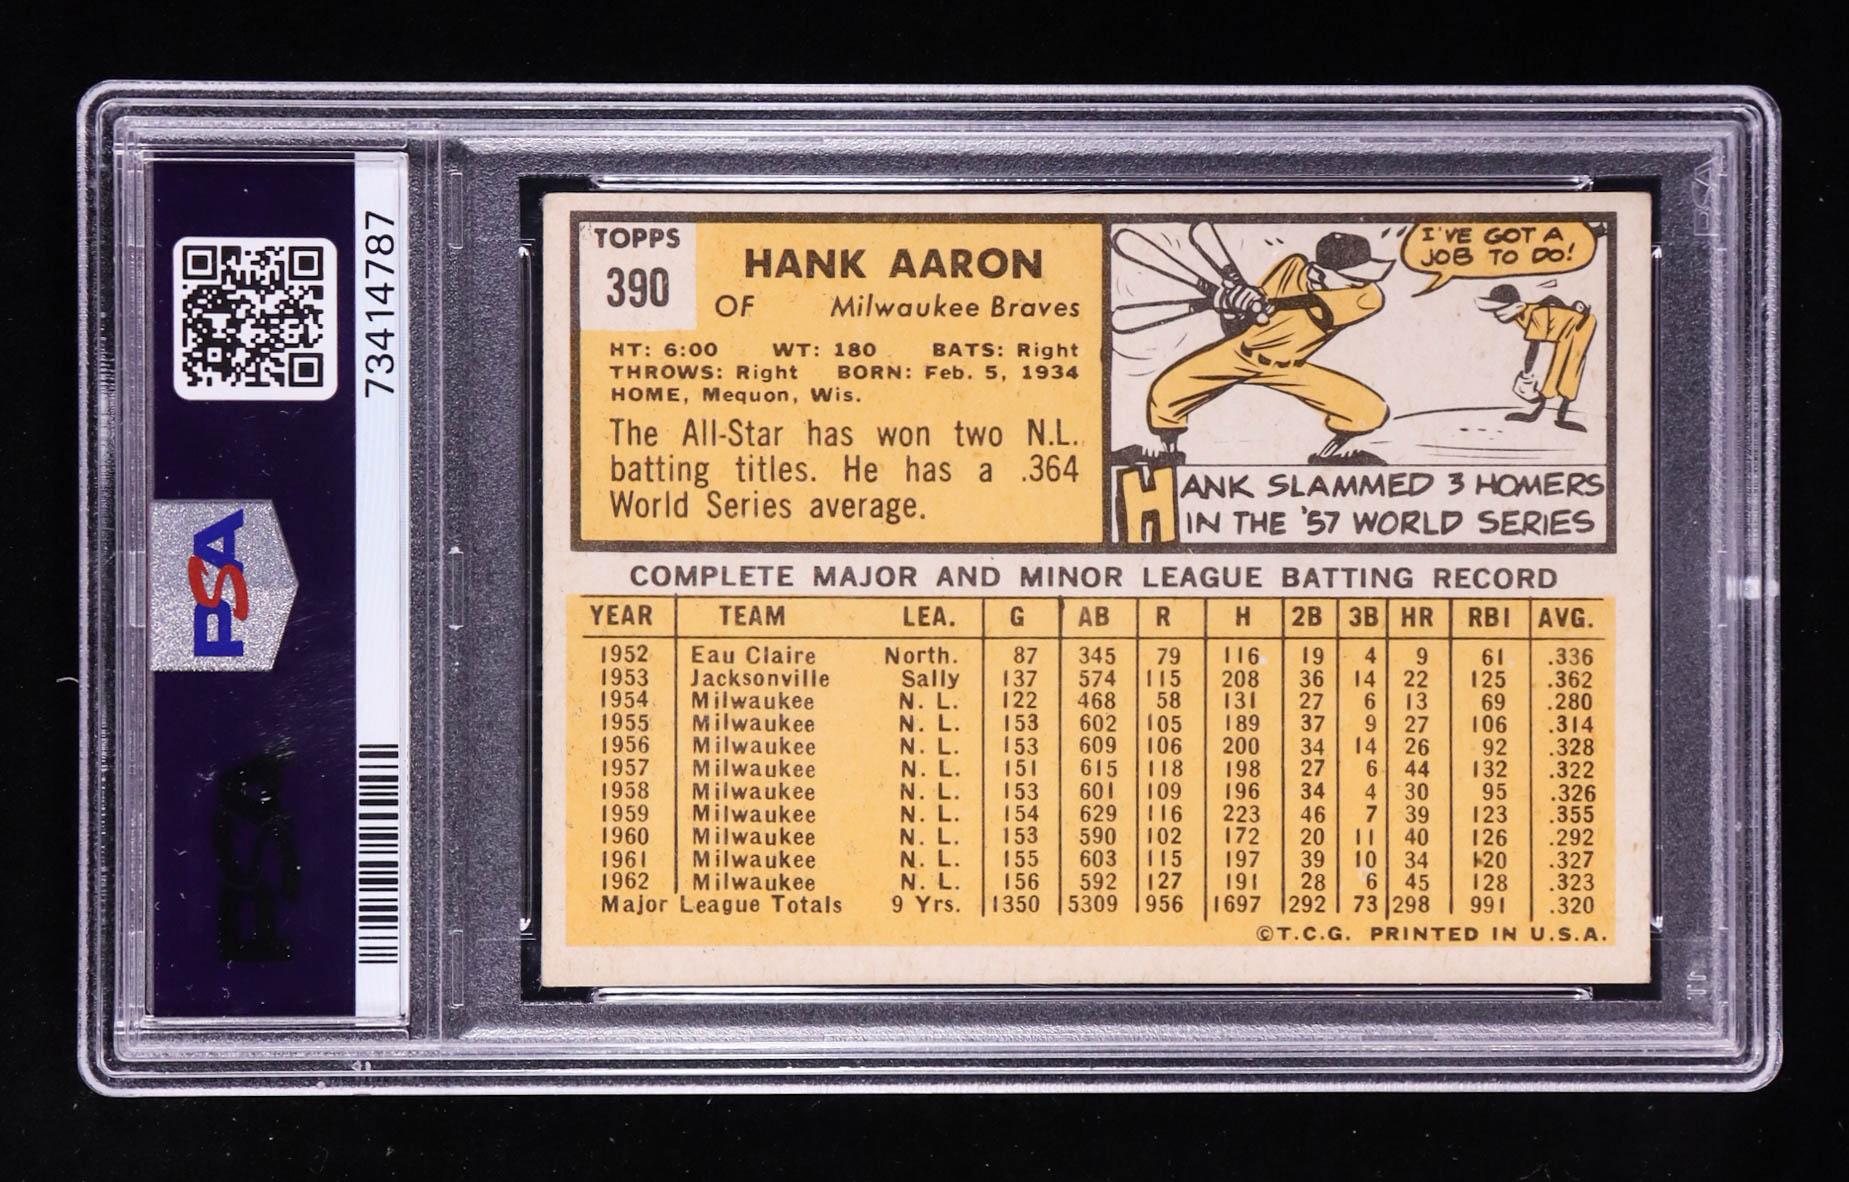 73414787
PSA
PSA
TOPPS
390
HANK AARON
OF Milwaukee Braves
HT: 6:00 WT: 180 BATS: Right
THROWS: Right BORN: Feb. 5, 1934
HOME, Mequon, Wis.
The All-Star has won two N.L.
batting titles. He has a .364
World Series average.
I'VE GOT A
JOB TO DO!
HANK SLAMMED 3 HOMERS
IN THE '57 WORLD SERIES
COMPLETE MAJOR AND MINOR LEAGUE BATTING RECORD
YEAR TEAM LEA. G AB R H 2B 3B HR RBI AVG.
1952 Eau Claire North. 87 345 79 116 19 4 9 61 .336
1953 Jacksonville Sally 137 574 115 208 36 14 22 125 .362
1954 Milwaukee N. L. 122 468 58 131 27 6 13 69 .280
1955 Milwaukee N. L. 153 602 105 189 37 9 27 106 .314
1956 Milwaukee N. L. 153 609 106 200 34 14 26 92 .328
1957 Milwaukee N. L. 151 615 118 198 27 6 44 132 .322
1958 Milwaukee N. L. 153 601 109 196 34 4 30 95 .326
1959 Milwaukee N. L. 154 629 116 223 46 7 39 123 .355
1960 Milwaukee N. L. 153 590 102 172 20 11 40 126 .292
1961 Milwaukee N. L. 155 603 115 197 39 10 34 120 .327
1962 Milwaukee N. L. 156 592 127 191 28 6 45 128 .323
Major League Totals 9 Yrs. 1350 5309 956 1697 292 73 298 991 .320
©T.C.G. PRINTED IN U.S.A.
PSA